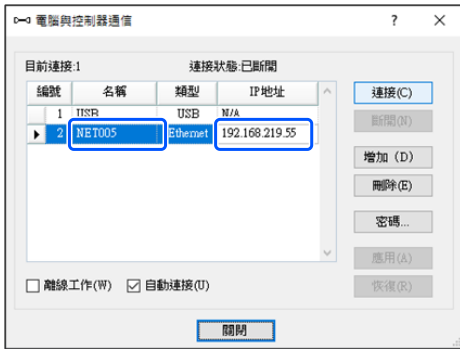 電腦與控制器通信
目前連接:1 連接狀態:已斷開
編號 名稱 類型 IP地址
1 USB USB N/A
2 NET005 Ethernet 192.168.219.55
連接(C)
斷開(N)
增加 (D)
刪除(E)
密碼...
應用(A)
恢復(R)
離線工作(W) 自動連接(U)
關閉